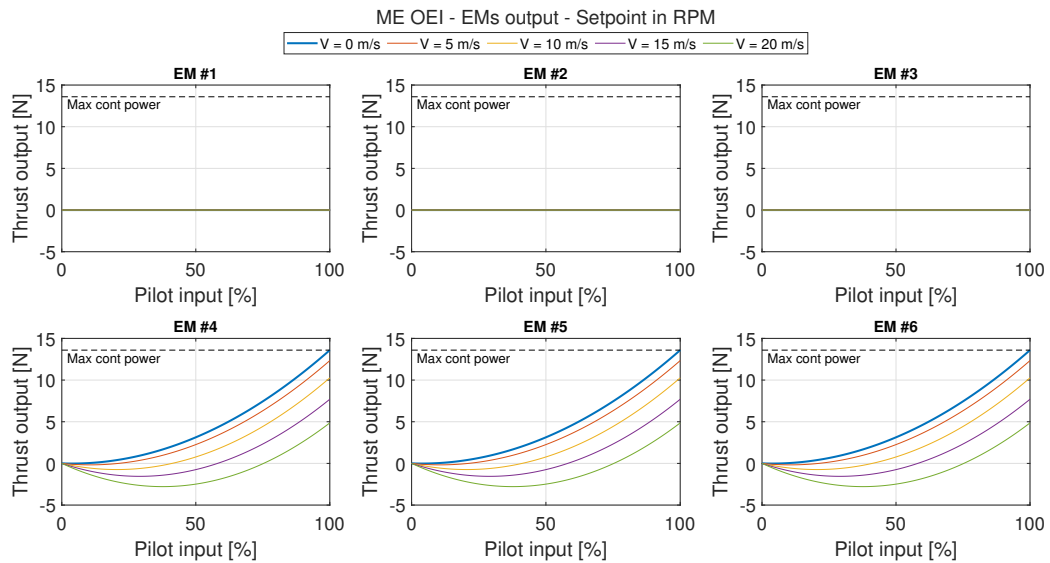 ME OEI - EMs output - Setpoint in RPM
V = 0 m/s V = 5 m/s V = 10 m/s V = 15 m/s V = 20 m/s
EM #1
15
10
5
0
-5
Max cont power
Thrust output [N]
0 50 100
Pilot input [%]
EM #2
15
10
5
0
-5
Max cont power
Thrust output [N]
0 50 100
Pilot input [%]
EM #3
15
10
5
0
-5
Max cont power
Thrust output [N]
0 50 100
Pilot input [%]
EM #4
15
10
5
0
-5
Max cont power
Thrust output [N]
0 50 100
Pilot input [%]
EM #5
15
10
5
0
-5
Max cont power
Thrust output [N]
0 50 100
Pilot input [%]
EM #6
15
10
5
0
-5
Max cont power
Thrust output [N]
0 50 100
Pilot input [%]